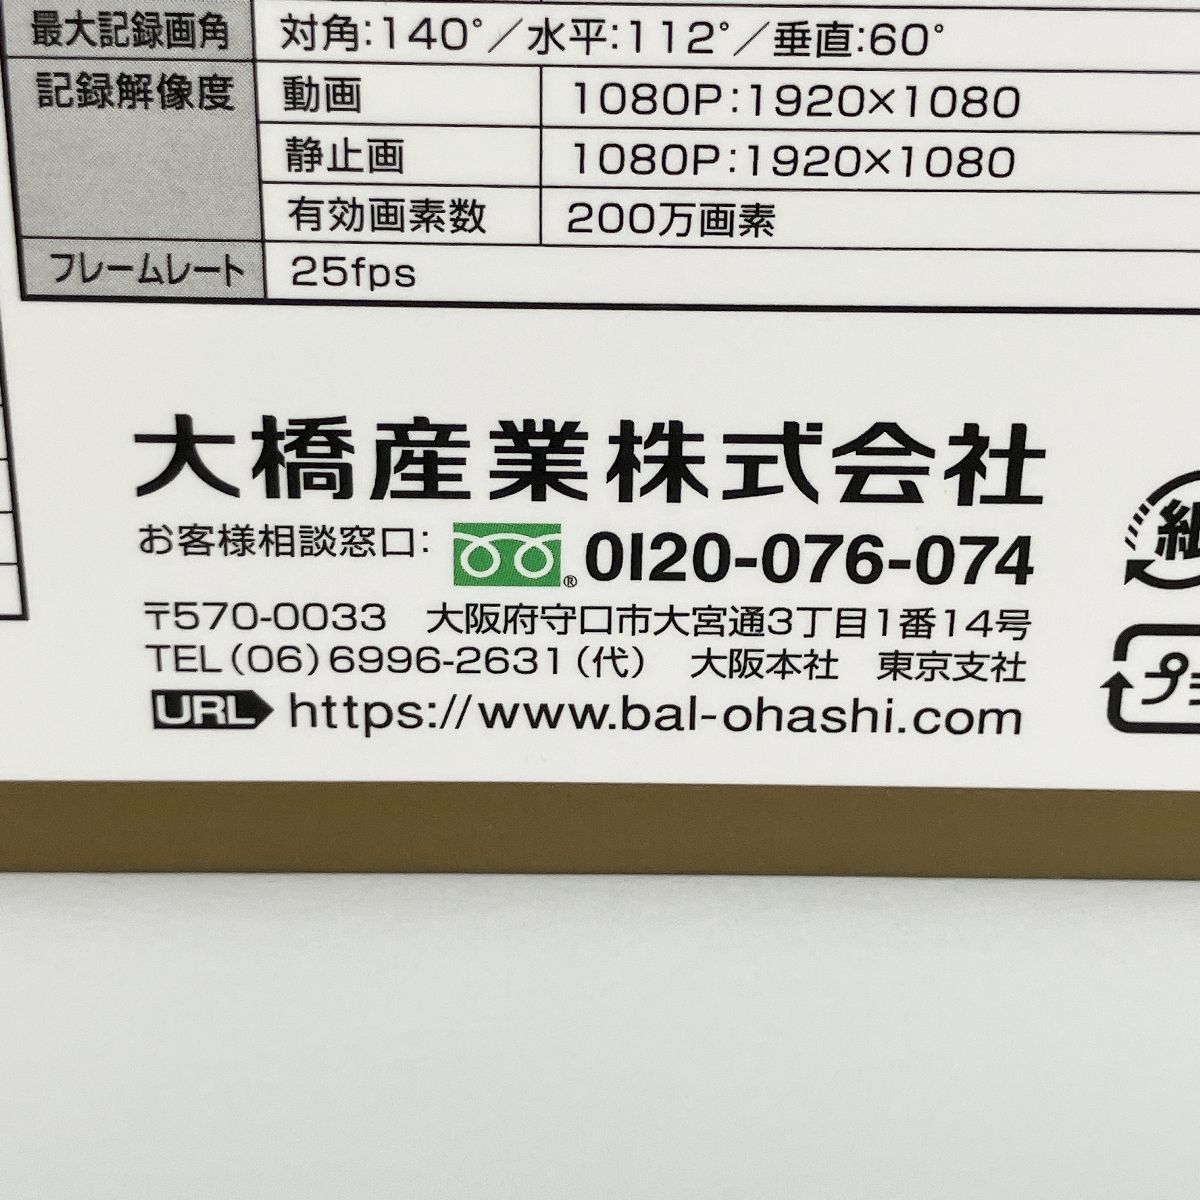 最大記録画角 対角:140°／水平:112°／垂直:60°
記録解像度 動画 1080P:1920×1080
静止画 1080P:1920×1080
有効画素数 200万画素
フレームレート 25fps
大橋産業株式会社
お客様相談窓口: ® 0120-076-074
〒570-0033 大阪府守口市大宮通3丁目1番14号
TEL(06)6996-2631(代) 大阪本社 東京支社
URL https://www.bal-ohashi.com
紙
プラ